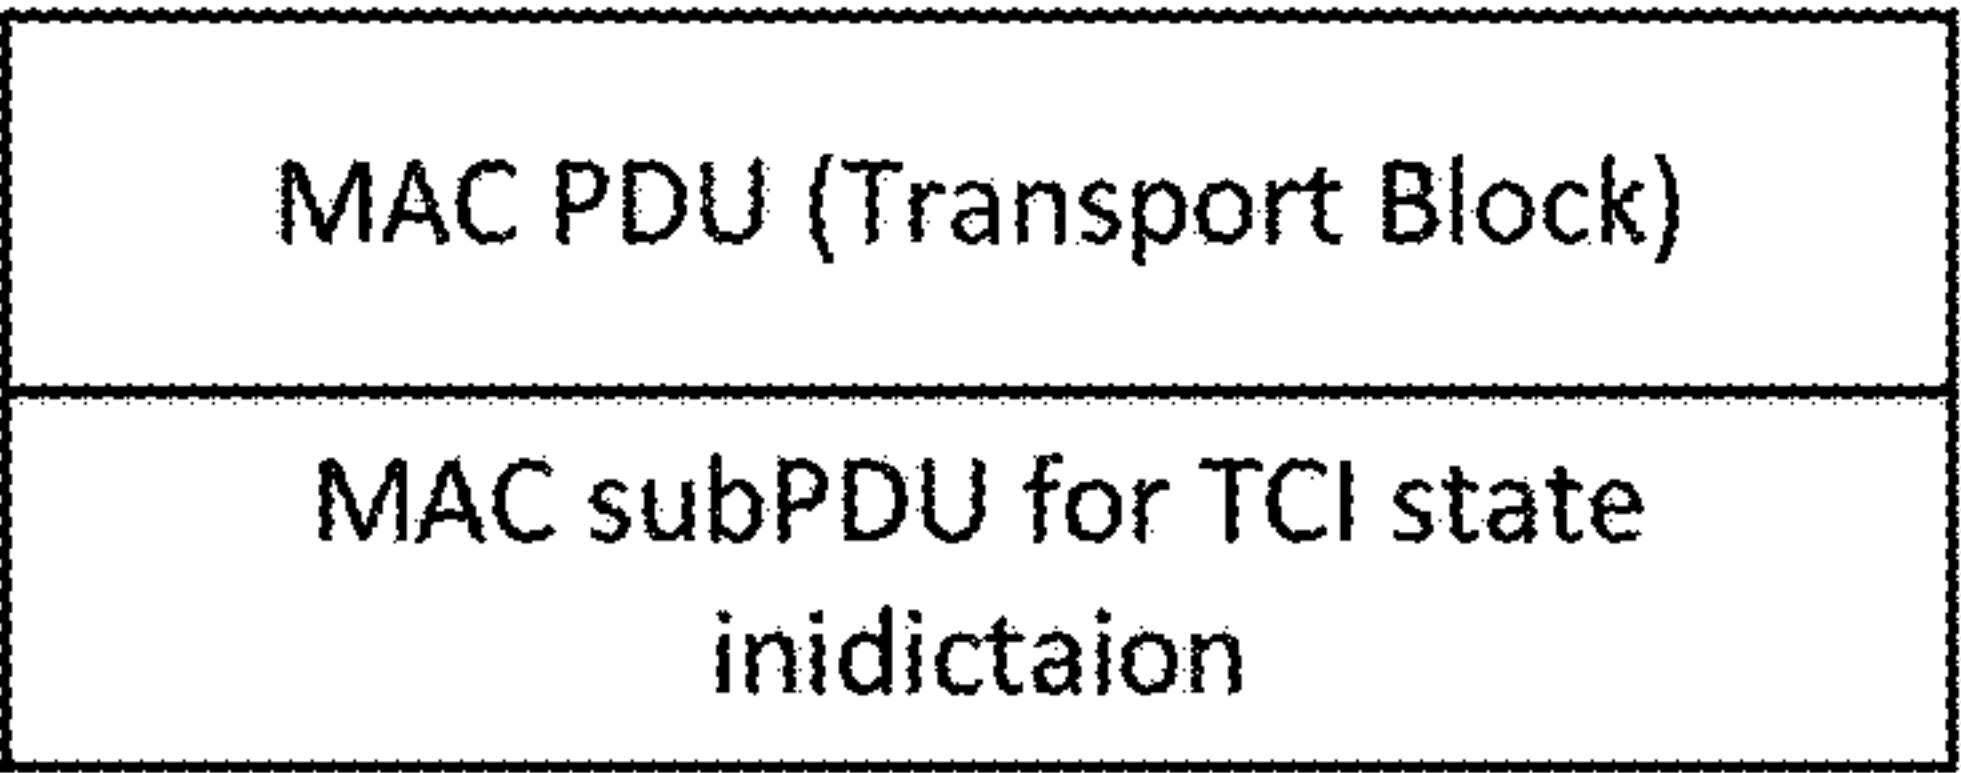 MAC PDU (Transport Block)
MAC subPDU for TCI state
inidictaion